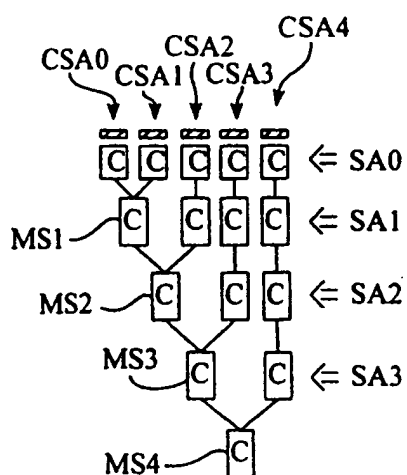 CSA0
CSA1
CSA2
CSA3
CSA4
C C C C C ⇐ SA0
MS1 C C C C ⇐ SA1
MS2 C C C ⇐ SA2
MS3 C C ⇐ SA3
MS4 C